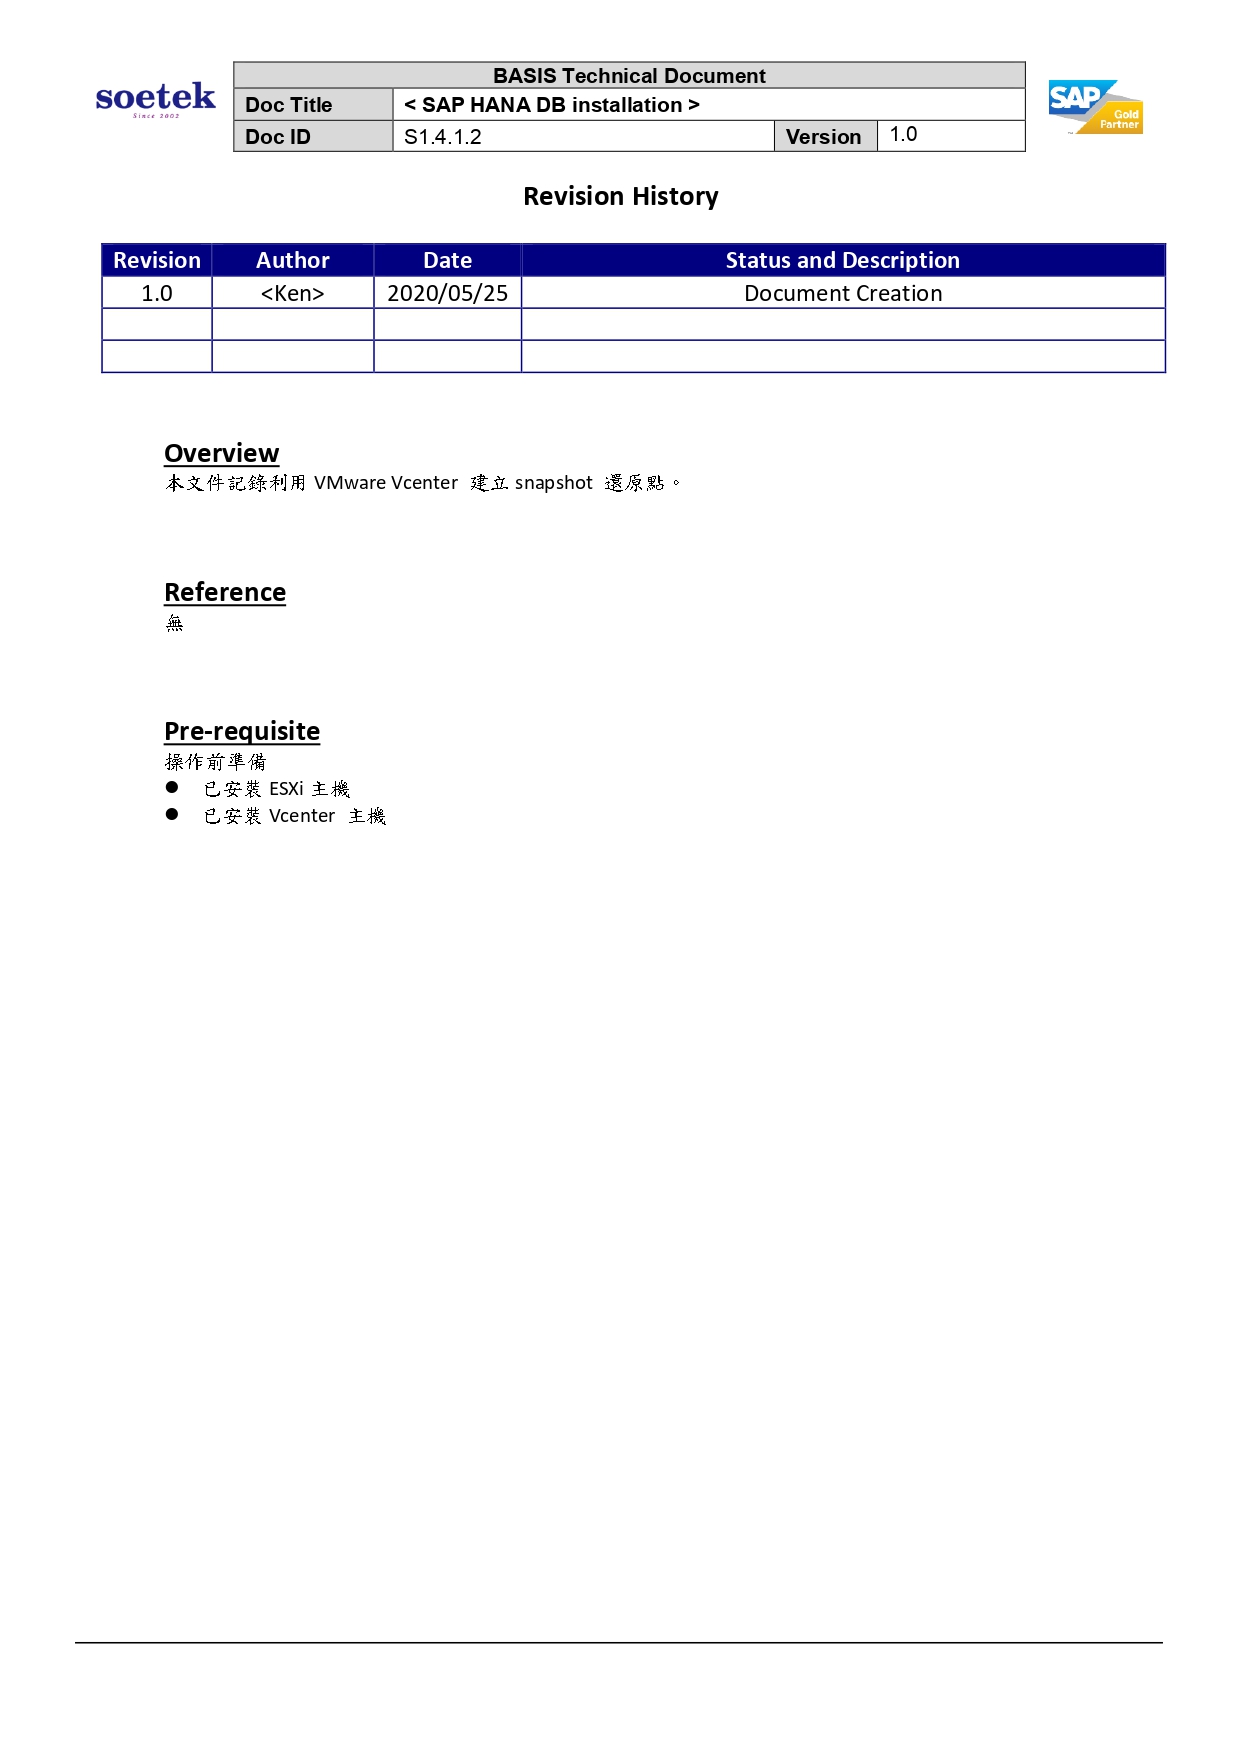 soetek
Since 2002
BASIS Technical Document
Doc Title < SAP HANA DB installation >
Doc ID S1.4.1.2 Version 1.0
SAP
Gold
Partner
Revision History
Revision Author Date Status and Description
1.0 <Ken> 2020/05/25 Document Creation
Overview
本文件記錄利用 VMware Vcenter 建立 snapshot 還原點。
Reference
無
Pre-requisite
操作前準備
● 已安裝 ESXi 主機
● 已安裝 Vcenter 主機